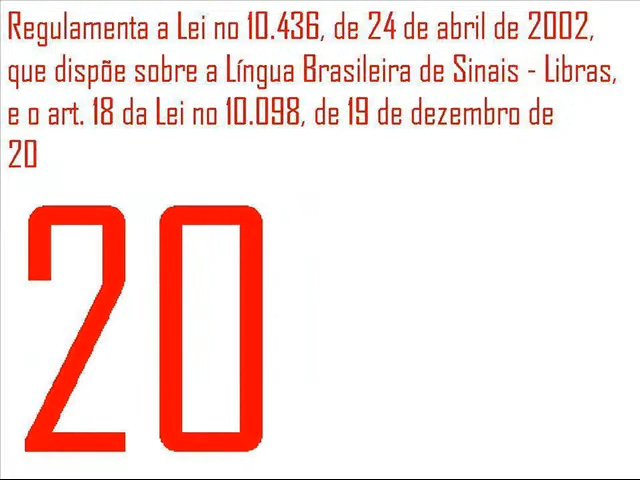 Regulamenta a Lei no 10.436, de 24 de abril de 2002,
que dispõe sobre a Língua Brasileira de Sinais - Libras,
e o art. 18 da Lei no 10.098, de 19 de dezembro de
20
20